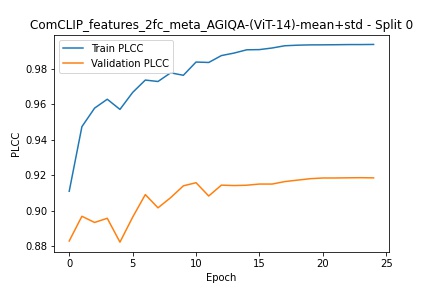 ComCLIP_features_2fc_meta_AGIQA-(ViT-14)-mean+std - Split 0
Train PLCC
Validation PLCC
PLCC
0.98
0.96
0.94
0.92
0.90
0.88
0 5 10 15 20 25
Epoch